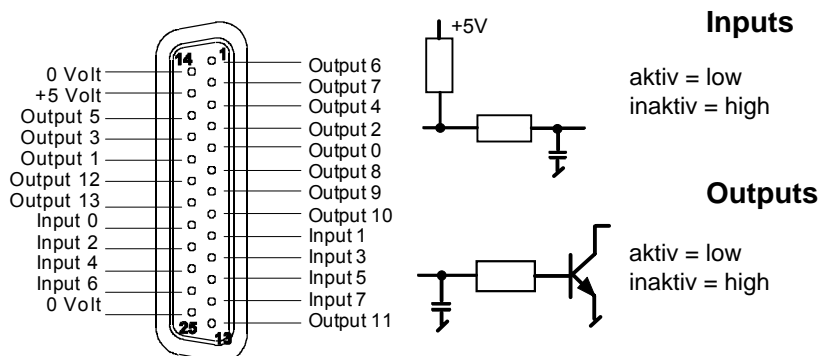 14
1
0 Volt
+5 Volt
Output 5
Output 3
Output 1
Output 12
Output 13
Input 0
Input 2
Input 4
Input 6
0 Volt
25
13
Output 6
Output 7
Output 4
Output 2
Output 0
Output 8
Output 9
Output 10
Input 1
Input 3
Input 5
Input 7
Output 11
+5V
Inputs
aktiv = low
inaktiv = high
Outputs
aktiv = low
inaktiv = high